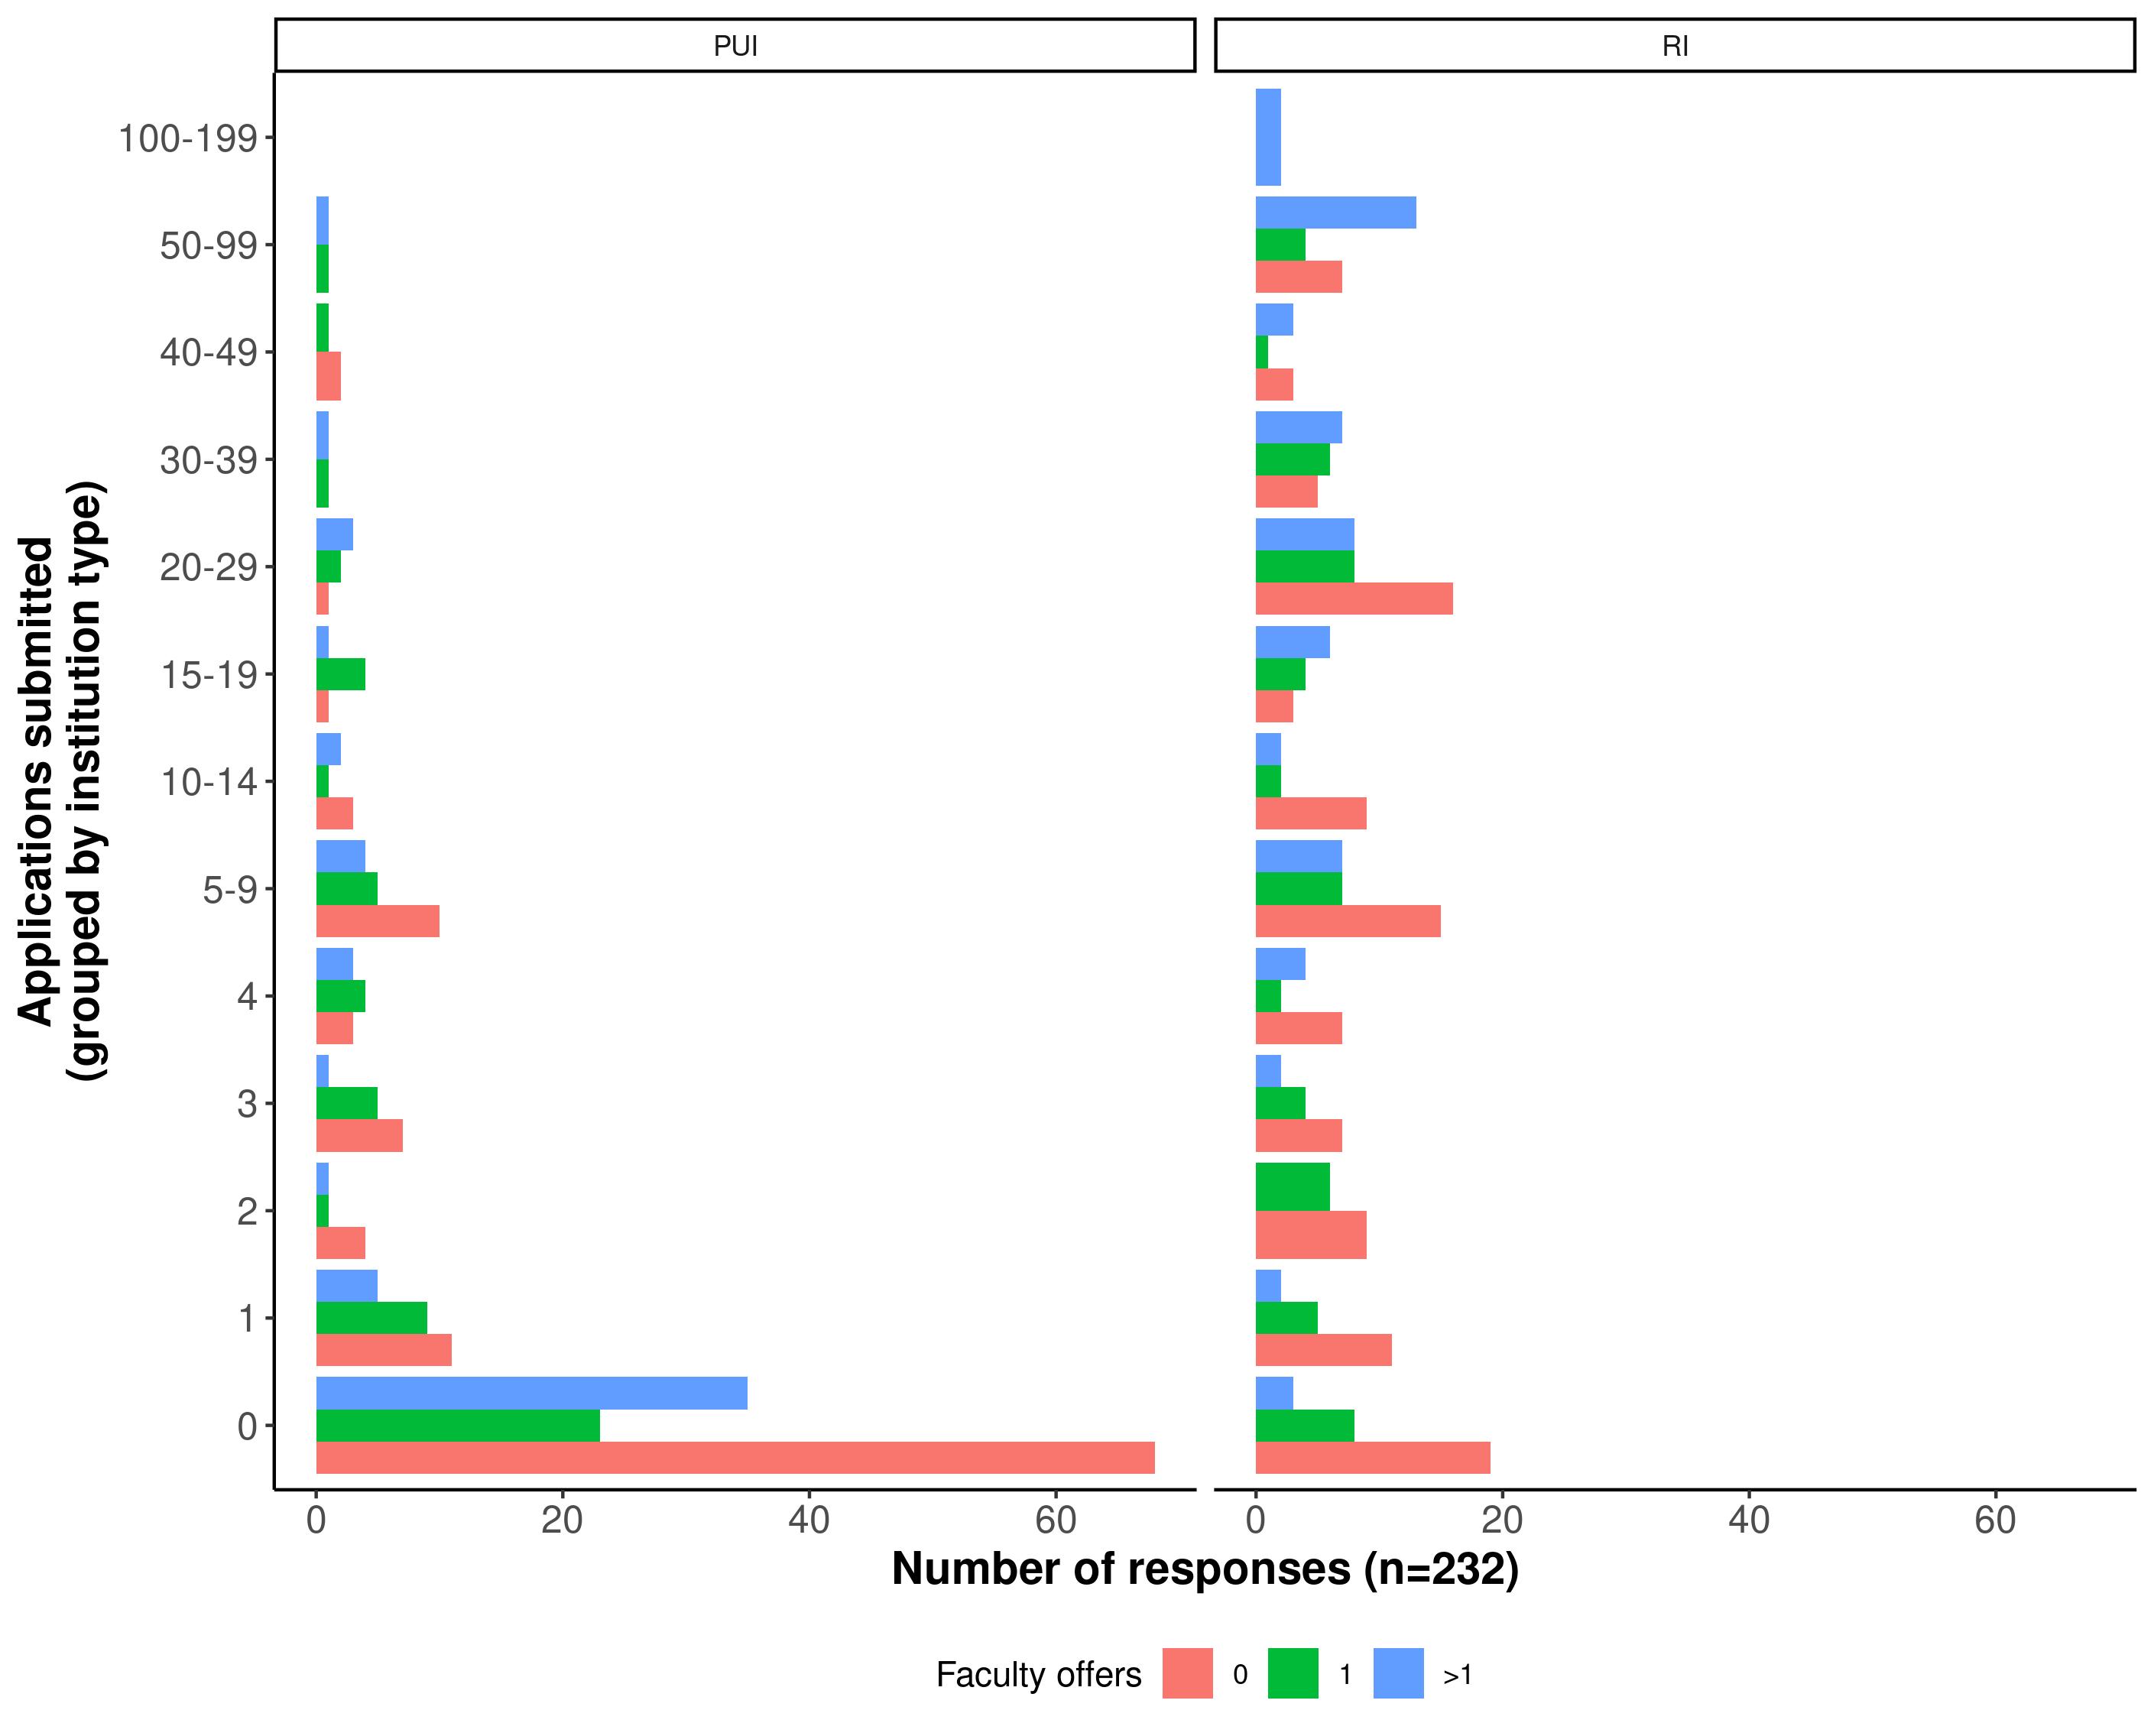 PUI
RI
Applications submitted
(grouped by institution type)
100-199
50-99
40-49
30-39
20-29
15-19
10-14
5-9
4
3
2
1
0
0 20 40 60
0 20 40 60
Number of responses (n=232)
Faculty offers 0 1 >1